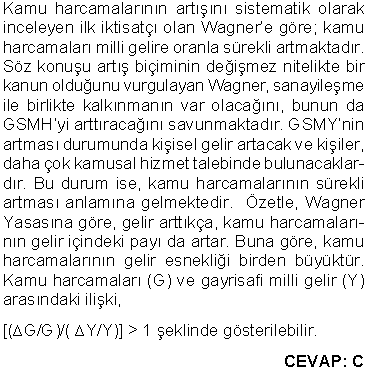 Kamu harcamalarının artışını sistematik olarak
inceleyen ilk iktisatçı olan Wagner'e göre; kamu
harcamaları milli gelire oranla sürekli artmaktadır.
Söz konuşu artış biçiminin değişmez nitelikte bir
kanun olduğunu vurgulayan Wagner, sanayileşme
ile birlikte kalkınmanın var olacağını, bunun da
GSMH'yi arttıracağını savunmaktadır. GSMY'nin
artması durumunda kişisel gelir artacak ve kişiler,
daha çok kamusal hizmet talebinde bulunacaklar-
dır. Bu durum ise, kamu harcamalarının sürekli
artması anlamına gelmektedir. Özetle, Wagner
Yasasına göre, gelir arttıkça, kamu harcamaları-
nın gelir içindeki payı da artar. Buna göre, kamu
harcamalarının gelir esnekliği birden büyüktür.
Kamu harcamaları (G) ve gayrisafi milli gelir (Y)
arasındaki ilişki,
[(∆G/G)/( ∆Y/Y)] > 1 şeklinde gösterilebilir.
CEVAP: C